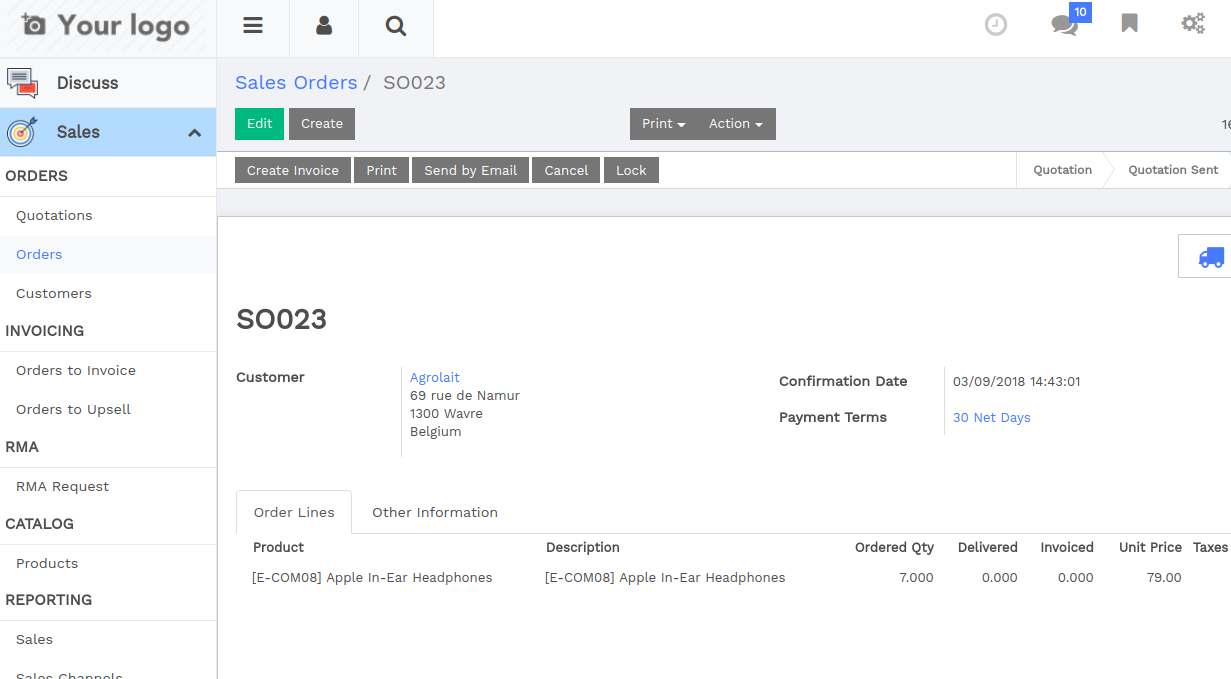 Your logo
10
Discuss
Sales
ORDERS
Quotations
Orders
Customers
INVOICING
Orders to Invoice
Orders to Upsell
RMA
RMA Request
CATALOG
Products
REPORTING
Sales
Sales Channels
Sales Orders / SO023
Edit Create Print Action
Create Invoice Print Send by Email Cancel Lock Quotation Quotation Sent
SO023
Customer
Agrolait
69 rue de Namur
1300 Wavre
Belgium
Confirmation Date 03/09/2018 14:43:01
Payment Terms 30 Net Days
Order Lines Other Information
Product Description Ordered Qty Delivered Invoiced Unit Price Taxes
[E-COM08] Apple In-Ear Headphones [E-COM08] Apple In-Ear Headphones 7.000 0.000 0.000 79.00